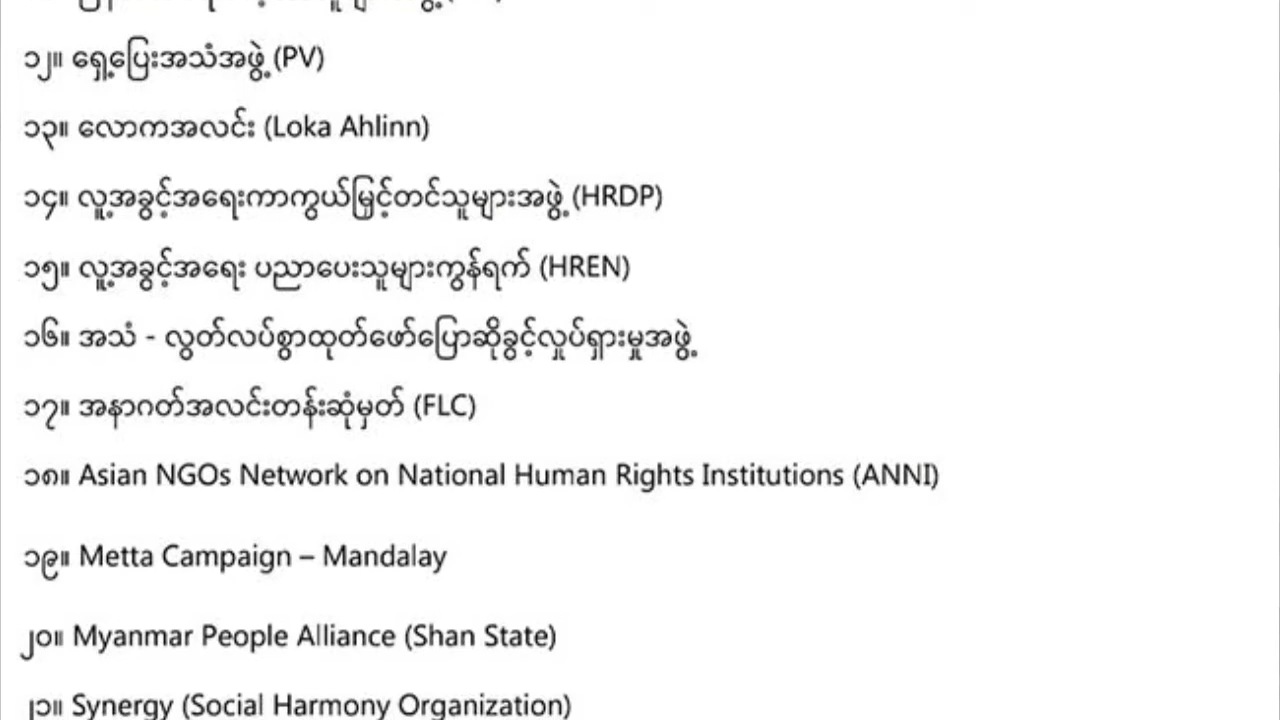 ၁၂။ ရှေ့ပြေးအသံအဖွဲ့ (PV)
၁၃။ လောကအလင်း (Loka Ahlinn)
၁၄။ လူ့အခွင့်အရေးကာကွယ်မြှင့်တင်သူများအဖွဲ့ (HRDP)
၁၅။ လူ့အခွင့်အရေး ပညာပေးသူများကွန်ရက် (HREN)
၁၆။ အသံ - လွတ်လပ်စွာထုတ်ဖော်ပြောဆိုခွင့်လှုပ်ရှားမှုအဖွဲ့
၁၇။ အနာဂတ်အလင်းတန်းဆုံမှတ် (FLC)
၁၈။ Asian NGOs Network on National Human Rights Institutions (ANNI)
၁၉။ Metta Campaign – Mandalay
၂၀။ Myanmar People Alliance (Shan State)
၂၁။ Synergy (Social Harmony Organization)